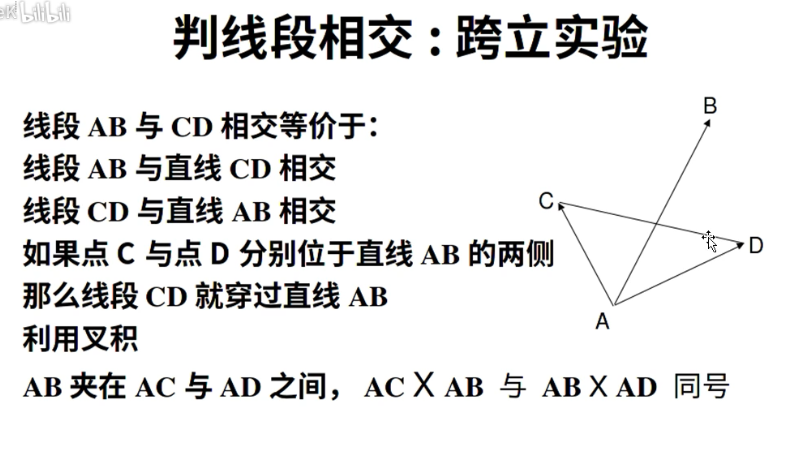 bilibili
判线段相交：跨立实验
线段 AB 与 CD 相交等价于：
线段 AB 与直线 CD 相交
线段 CD 与直线 AB 相交
如果点 C 与点 D 分别位于直线 AB 的两侧
那么线段 CD 就穿过直线 AB
利用叉积
AB 夹在 AC 与 AD 之间， AC X AB 与 AB X AD 同号
B
C
D
A